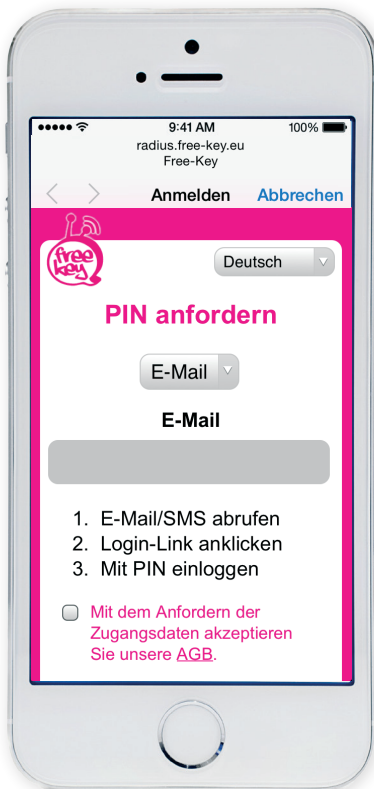 9:41 AM 100%
radius.free-key.eu
Free-Key
Anmelden Abbrechen
free key
Deutsch
PIN anfordern
E-Mail
E-Mail
1. E-Mail/SMS abrufen
2. Login-Link anklicken
3. Mit PIN einloggen
Mit dem Anfordern der
Zugangsdaten akzeptieren
Sie unsere AGB.